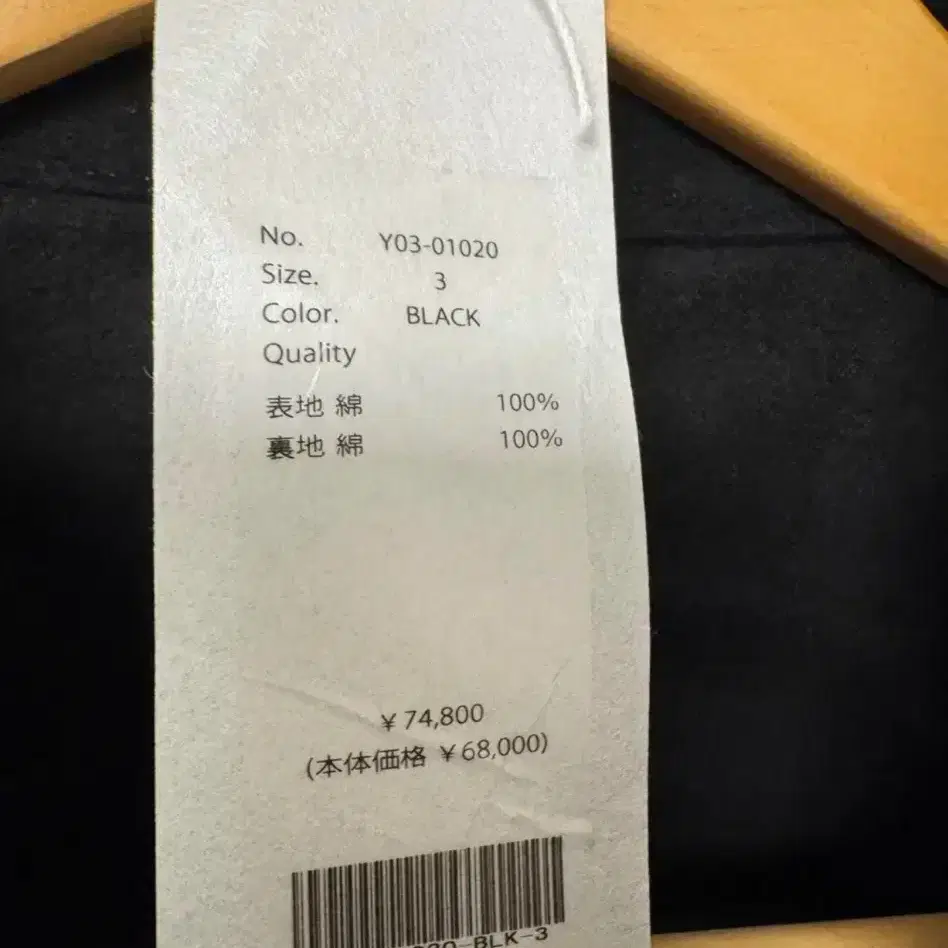 No. Y03-01020
Size. 3
Color. BLACK
Quality
表地 綿 100%
裏地 綿 100%
¥74,800
(本体価格 ¥68,000)
-BLK-3